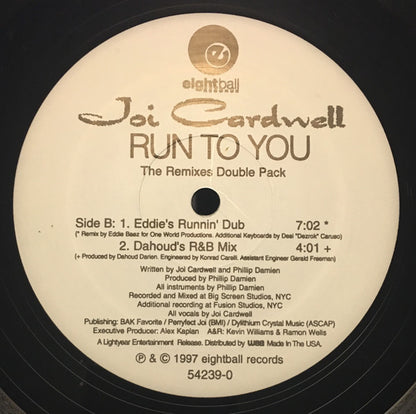 eightball
RECORDS
Joi Cardwell
RUN TO YOU
The Remixes Double Pack
Side B: 1. Eddie's Runnin' Dub 7:02 *
(* Remix by Eddie Baez for One World Productions. Additional Keyboards by Desi "Dezrok" Caruso)
2. Dahoud's R&B Mix 4:01 +
(+ Produced by Dahoud Darien. Engineered by Konrad Carelli. Assistant Engineer Gerald Freeman)
Written by Joi Cardwell and Phillip Damien
Produced by Phillip Damien
All instruments by Phillip Damien
Recorded and Mixed at Big Screen Studios, NYC
Additional recording at Fusion Studios, NYC
All vocals by Joi Cardwell
Publishing: BAK Favorite / Perryfect Joi (BMI) / Dylithium Crystal Music (ASCAP)
Executive Producer: Alex Kaplan A&R: Kevin Williams & Ramon Wells
A Lightyear Entertainment Release. Distributed by wea Made In The USA.
℗ & © 1997 eightball records
54239-0